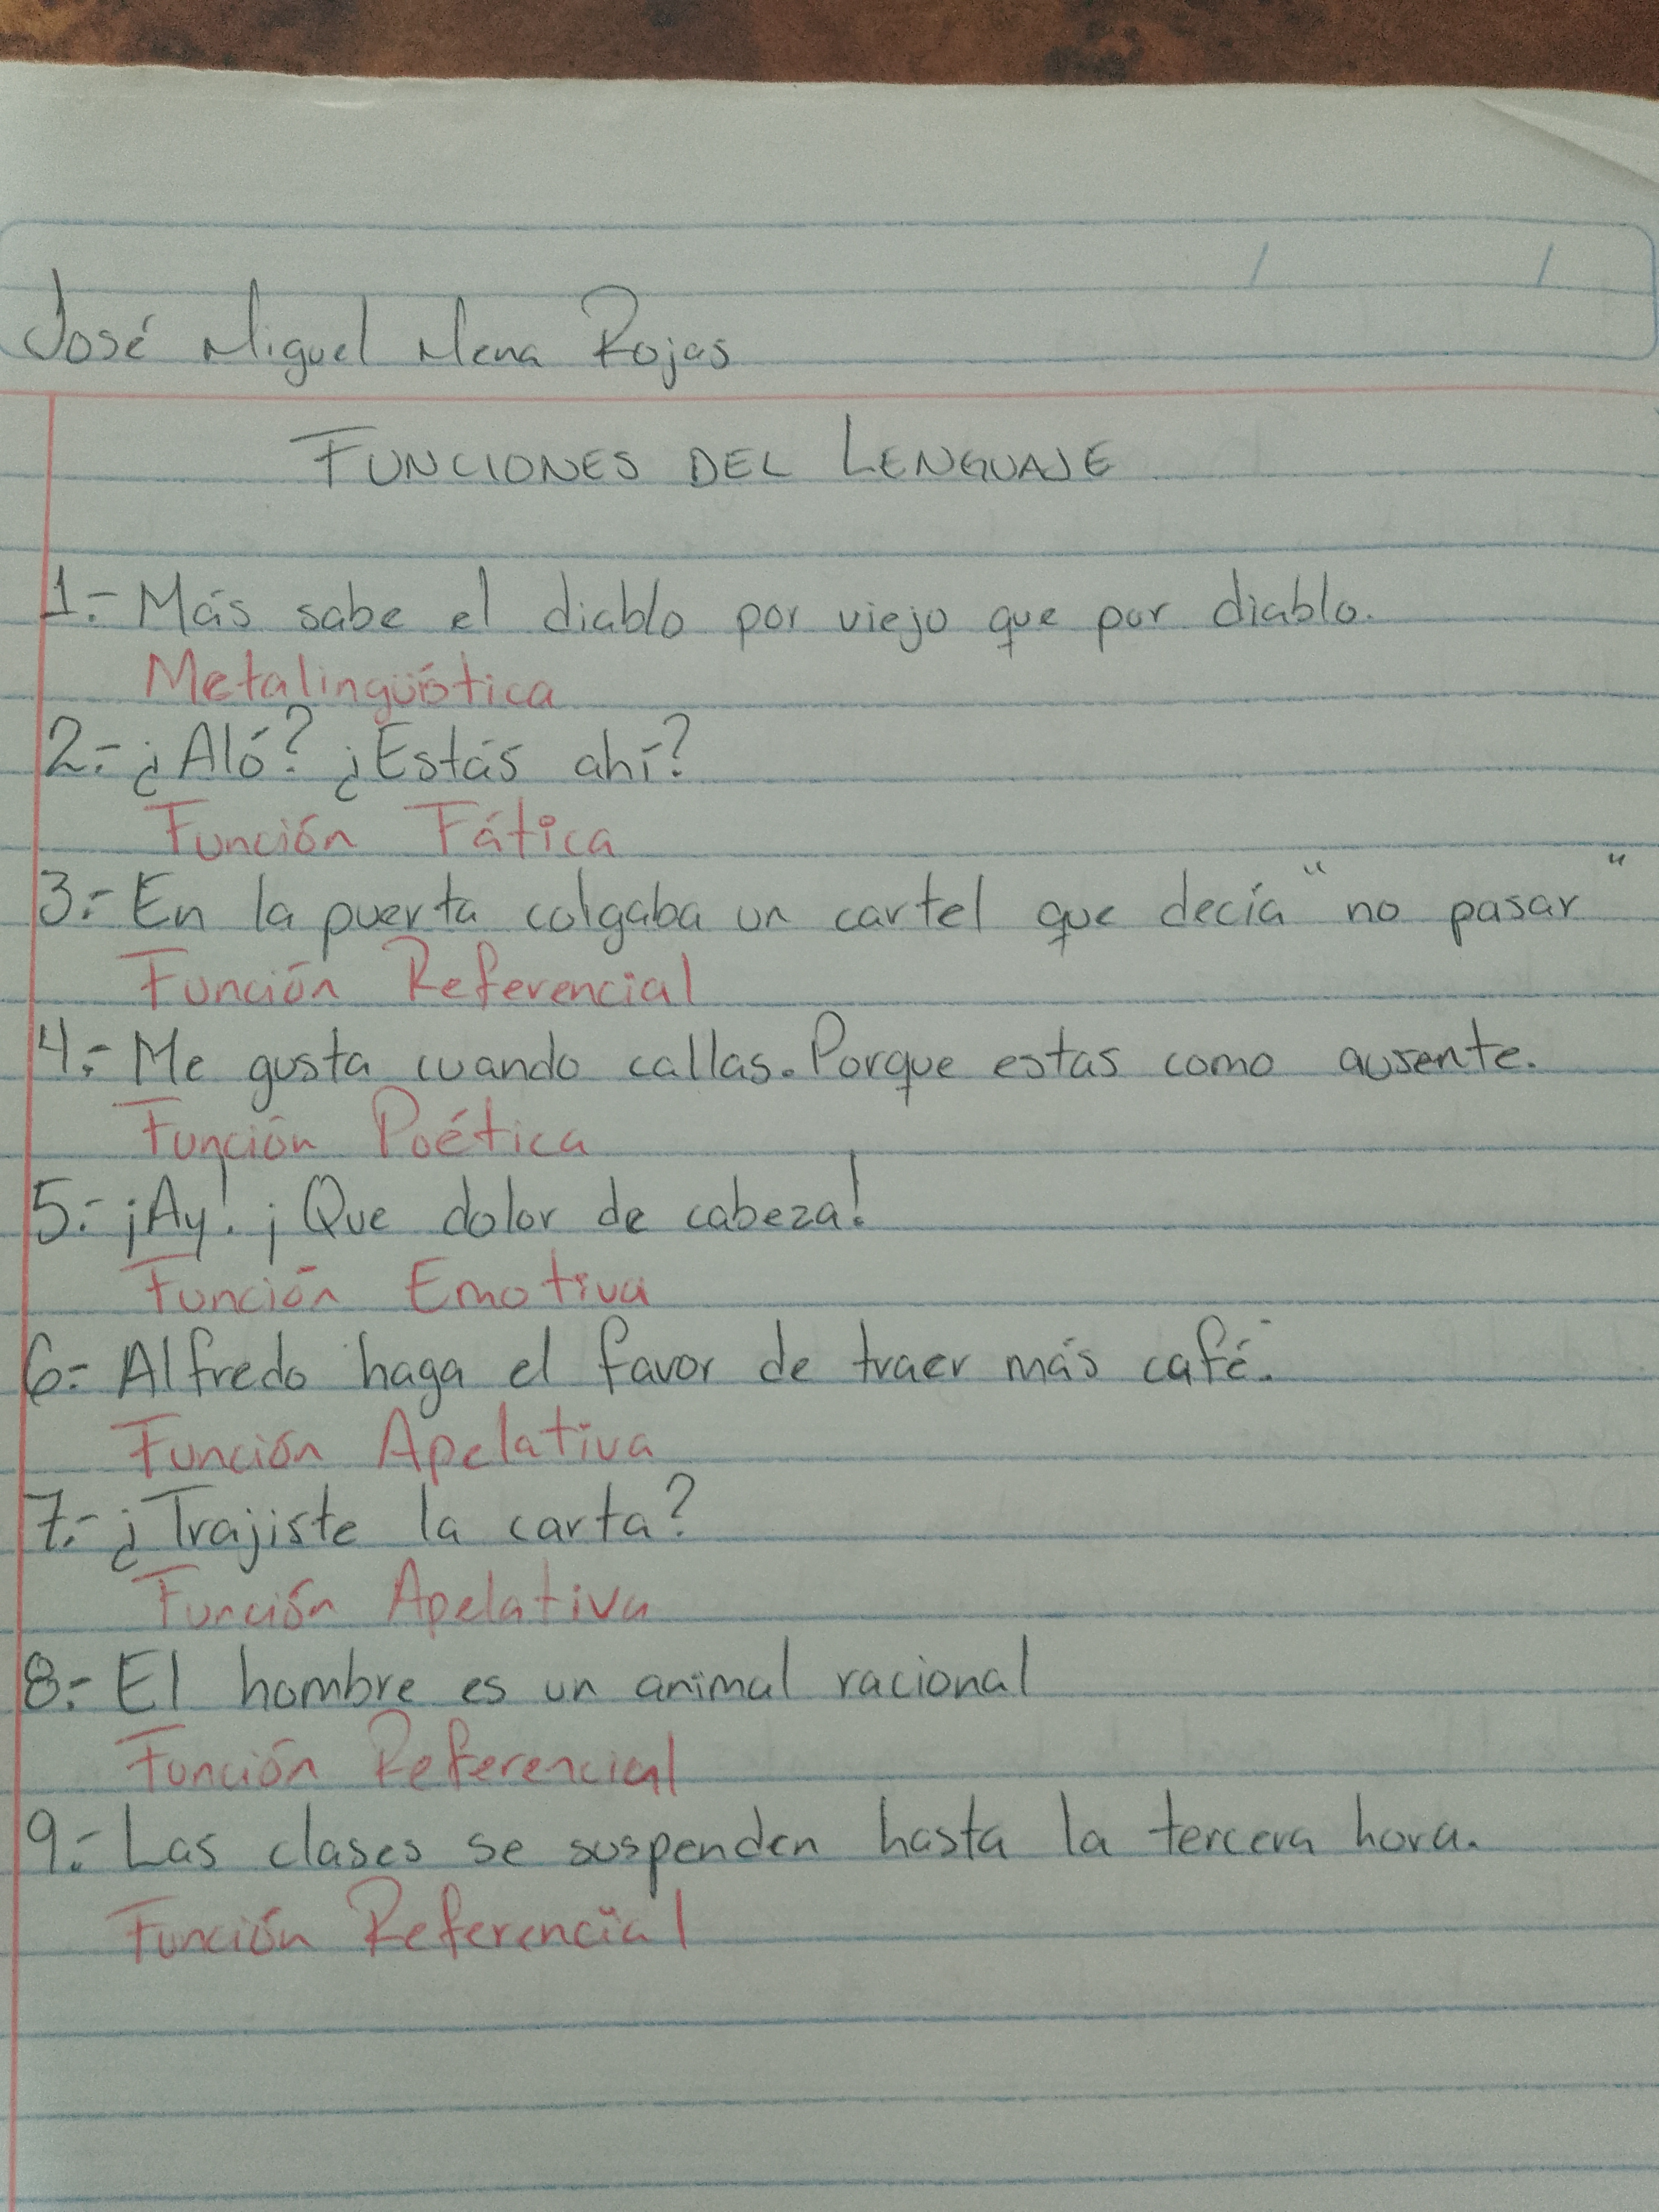 José Miguel Mena Rojas
FUNCIONES DEL LENGUAJE
1.- Más sabe el diablo por viejo que por diablo.
Metalingüística
2.- ¿Aló? ¿Estás ahí?
Función Fática
3.- En la puerta colgaba un cartel que decía "no pasar"
Función Referencial
4.- Me gusta cuando callas. Porque estas como ausente.
Función Poética
5.- ¡Ay! ¡Que dolor de cabeza!
Función Emotiva
6.- Alfredo haga el favor de traer más café.
Función Apelativa
7.- ¿Trajiste la carta?
Función Apelativa
8.- El hombre es un animal racional
Función Referencial
9.- Las clases se suspenden hasta la tercera hora.
Función Referencial